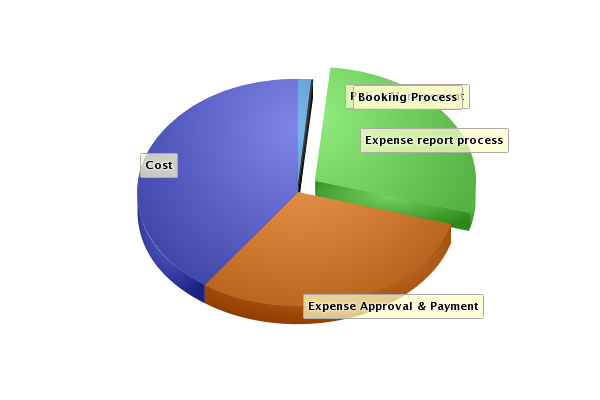 Booking Process
Expense report process
Cost
Expense Approval & Payment